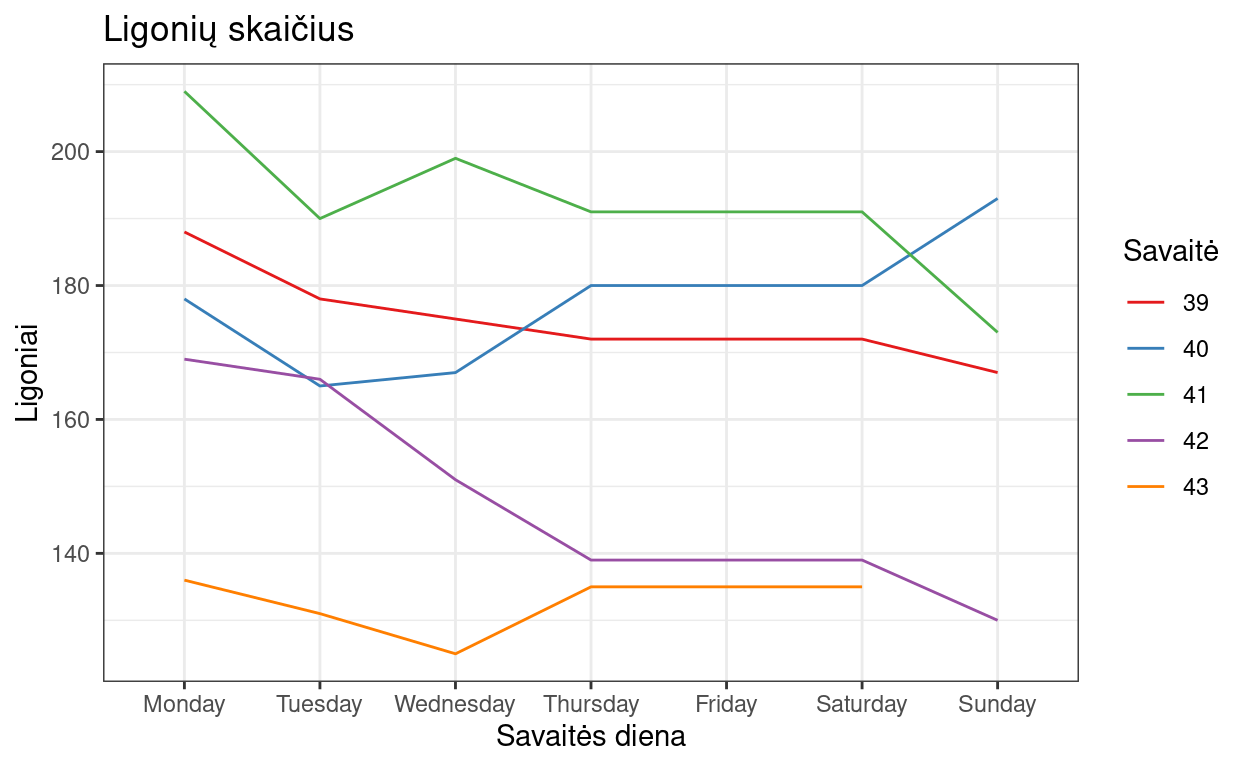 Ligonių skaičius
200
180
160
140
Ligoniai
Monday Tuesday Wednesday Thursday Friday Saturday Sunday
Savaitės diena
Savaitė
39
40
41
42
43